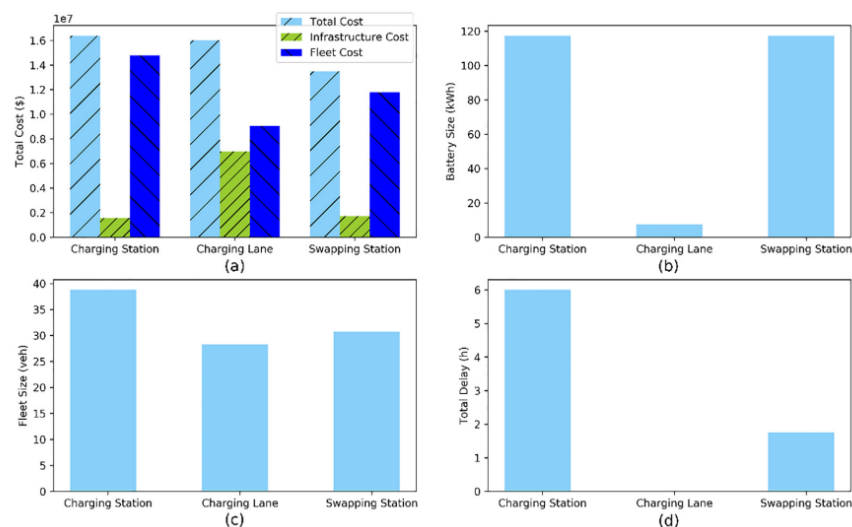 1e7
Total Cost
Infrastructure Cost
Fleet Cost
Total Cost ($)
1.6
1.4
1.2
1.0
0.8
0.6
0.4
0.2
0.0
Charging Station Charging Lane Swapping Station
(a)
Battery Size (kWh)
120
100
80
60
40
20
0
Charging Station Charging Lane Swapping Station
(b)
Fleet Size (veh)
40
35
30
25
20
15
10
5
0
Charging Station Charging Lane Swapping Station
(c)
Total Delay (h)
6
5
4
3
2
1
0
Charging Station Charging Lane Swapping Station
(d)